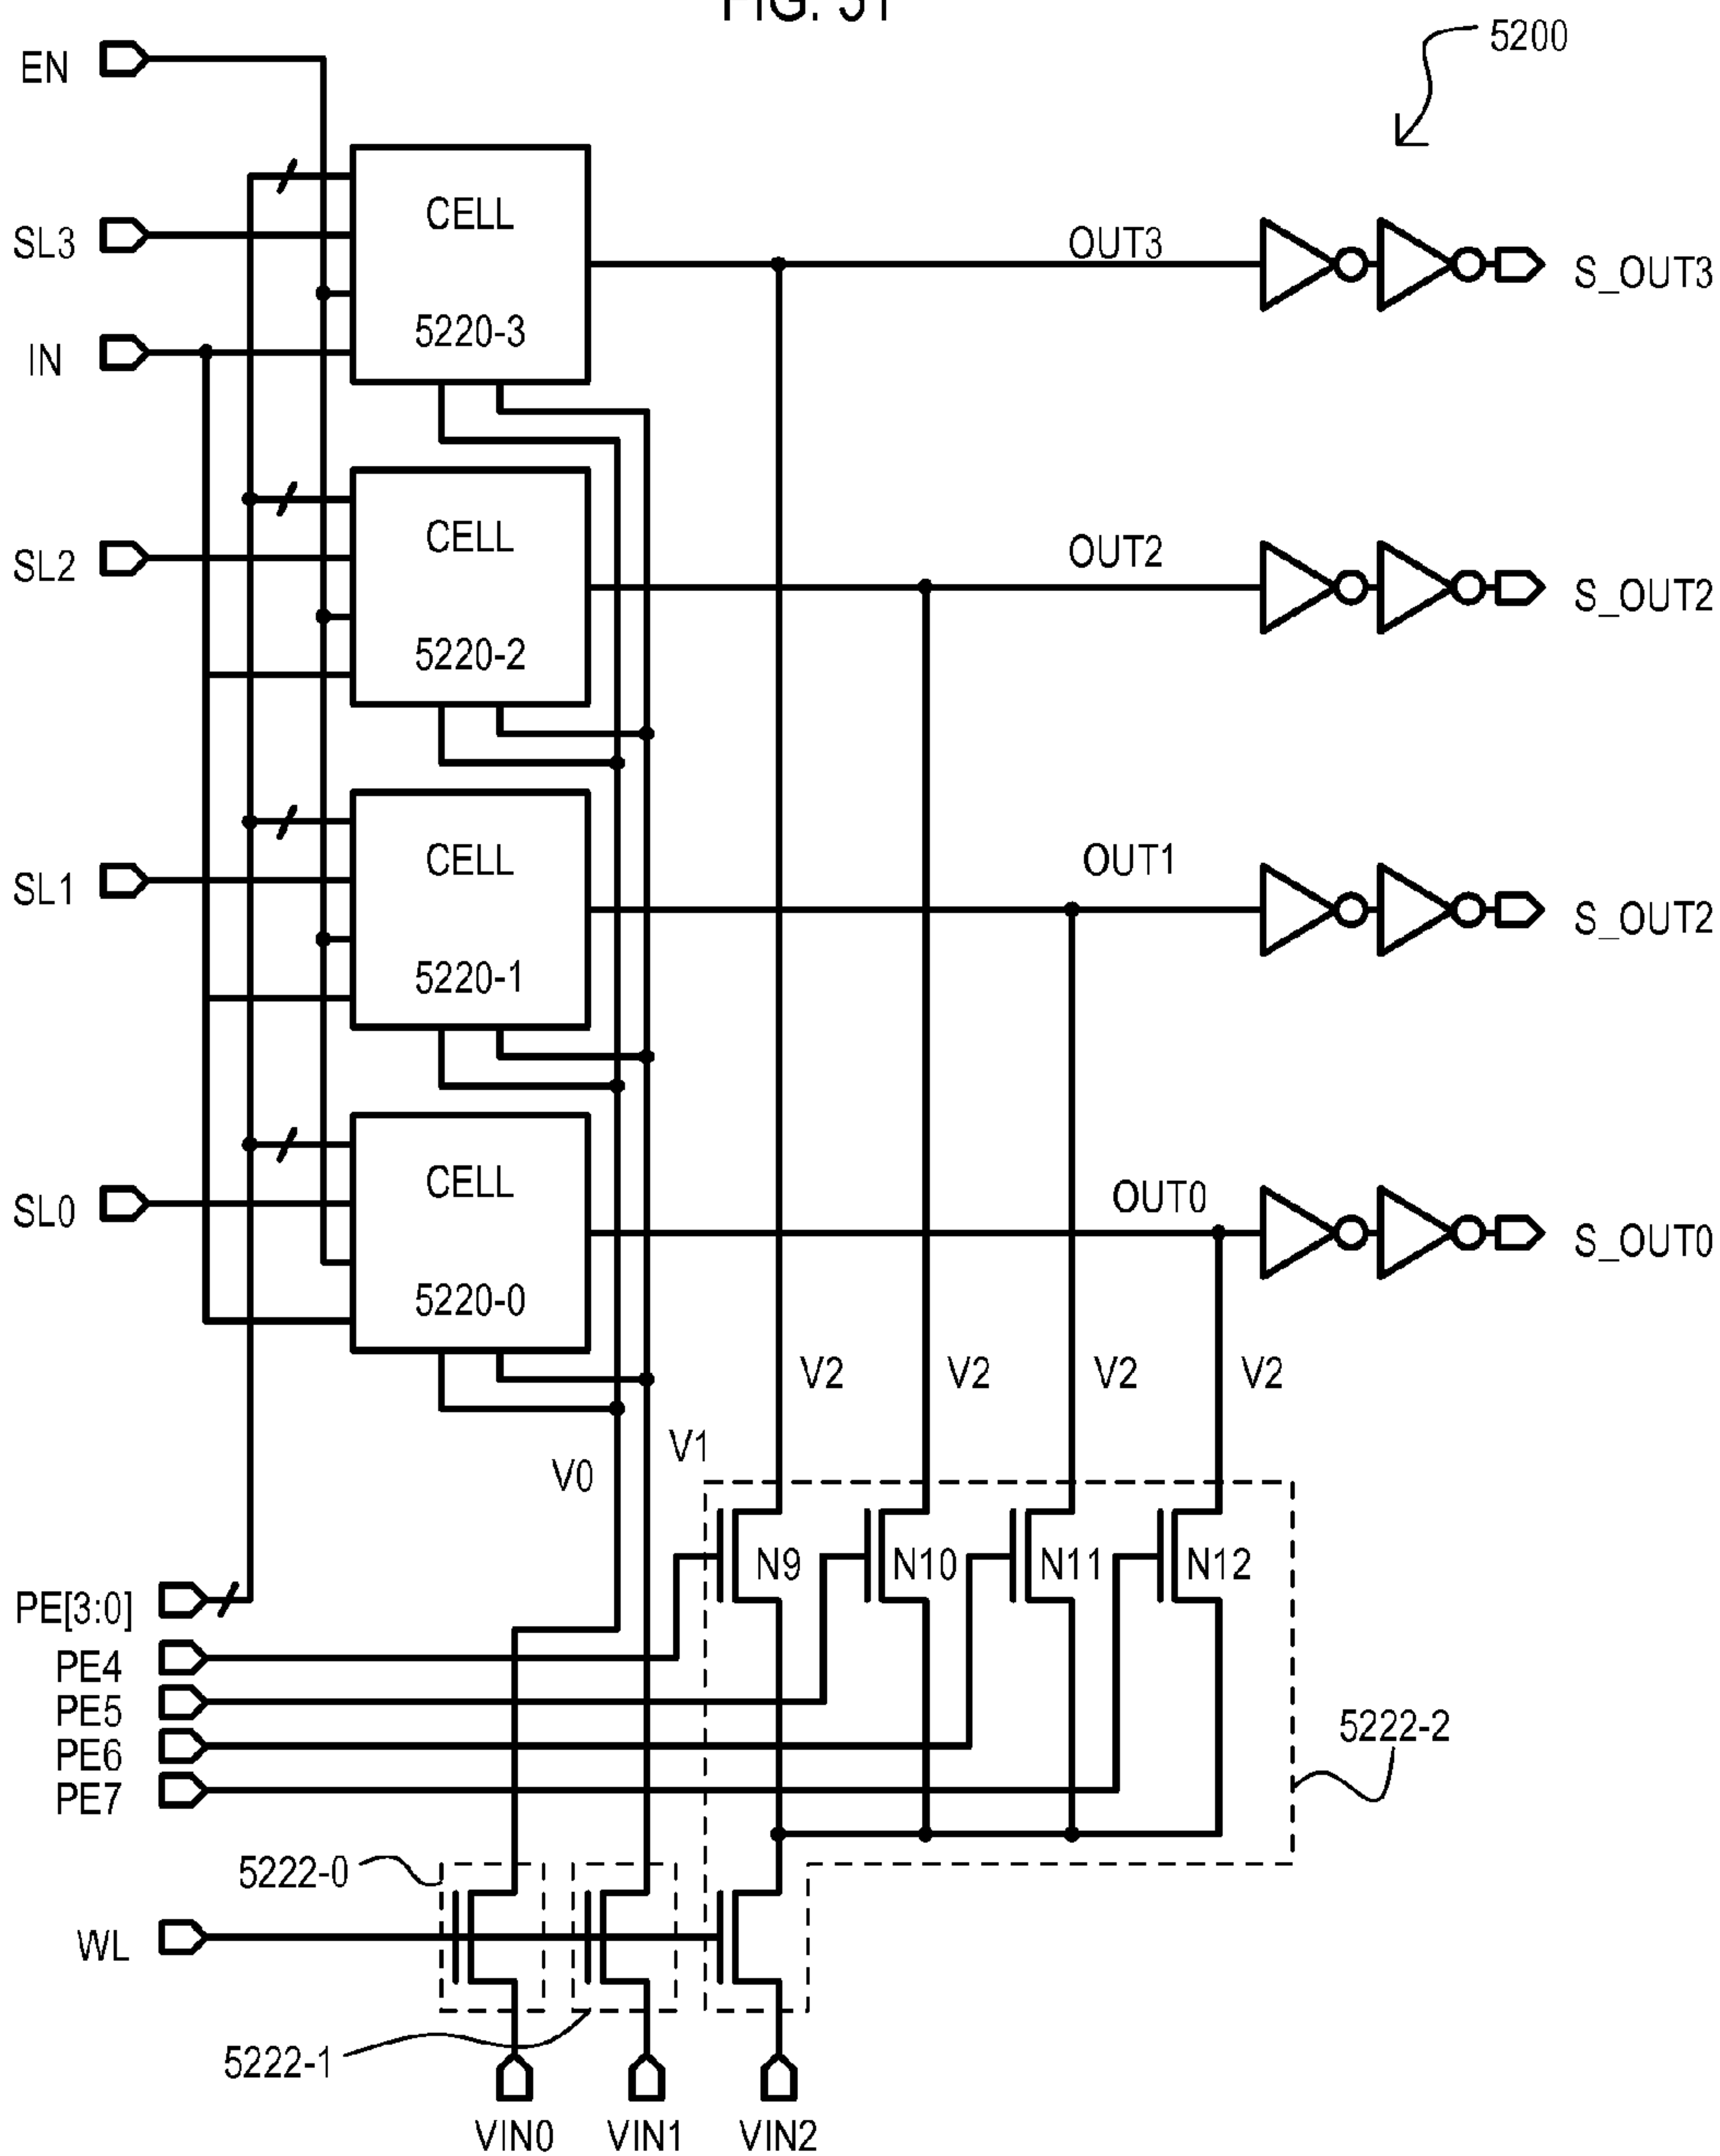 FIG. 51
5200
EN
CELL
SL3
OUT3
S_OUT3
5220-3
IN
CELL
SL2
OUT2
S_OUT2
5220-2
CELL
OUT1
SL1
S_OUT2
5220-1
CELL
OUT0
SL0
S_OUT0
5220-0
V2
V2
V2
V2
V1
V0
N9
N10
N11
N12
PE[3:0]
PE4
PE5
PE6
PE7
5222-2
5222-0
WL
5222-1
VIN0
VIN1
VIN2